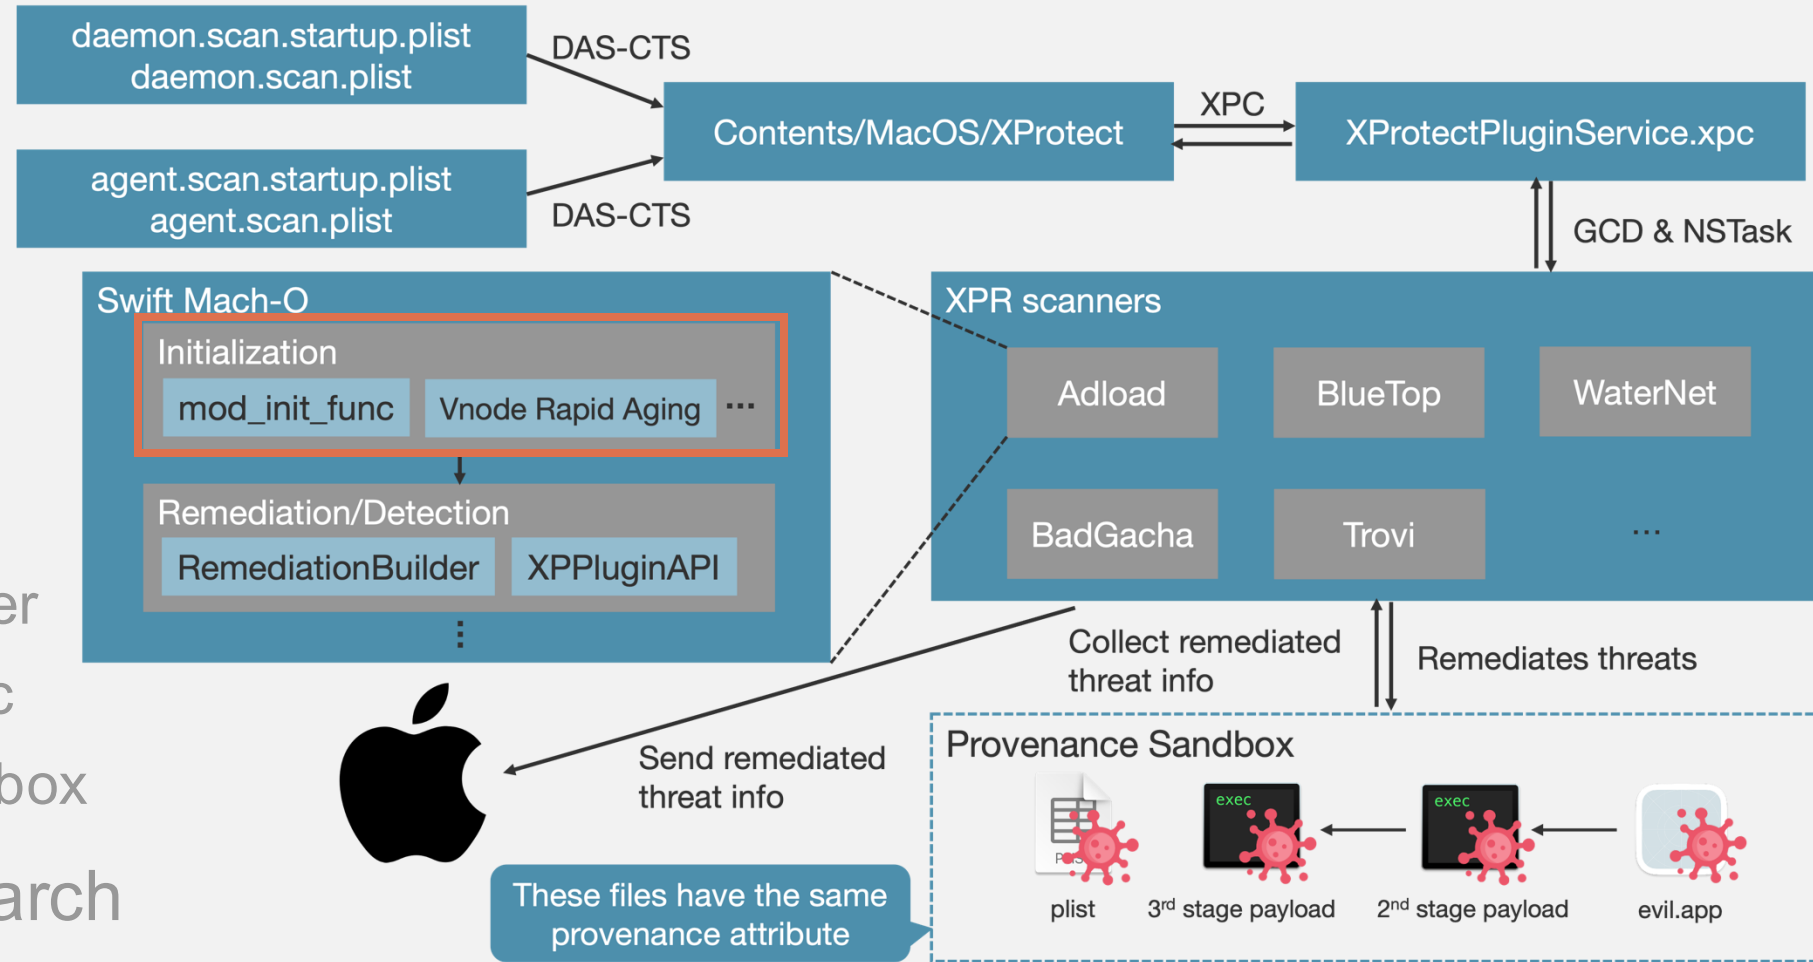 daemon.scan.startup.plist
daemon.scan.plist
DAS-CTS
Contents/MacOS/XProtect
XPC
XProtectPluginService.xpc
agent.scan.startup.plist
agent.scan.plist
DAS-CTS
GCD & NSTask
Swift Mach-O
Initialization
mod_init_func
Vnode Rapid Aging
...
Remediation/Detection
RemediationBuilder
XPPluginAPI
...
XPR scanners
Adload
BlueTop
WaterNet
BadGacha
Trovi
...
er
c
box
arch
Collect remediated
threat info
Remediates threats
Send remediated
threat info
Provenance Sandbox
exec
exec
plist
3rd stage payload
2nd stage payload
evil.app
These files have the same
provenance attribute